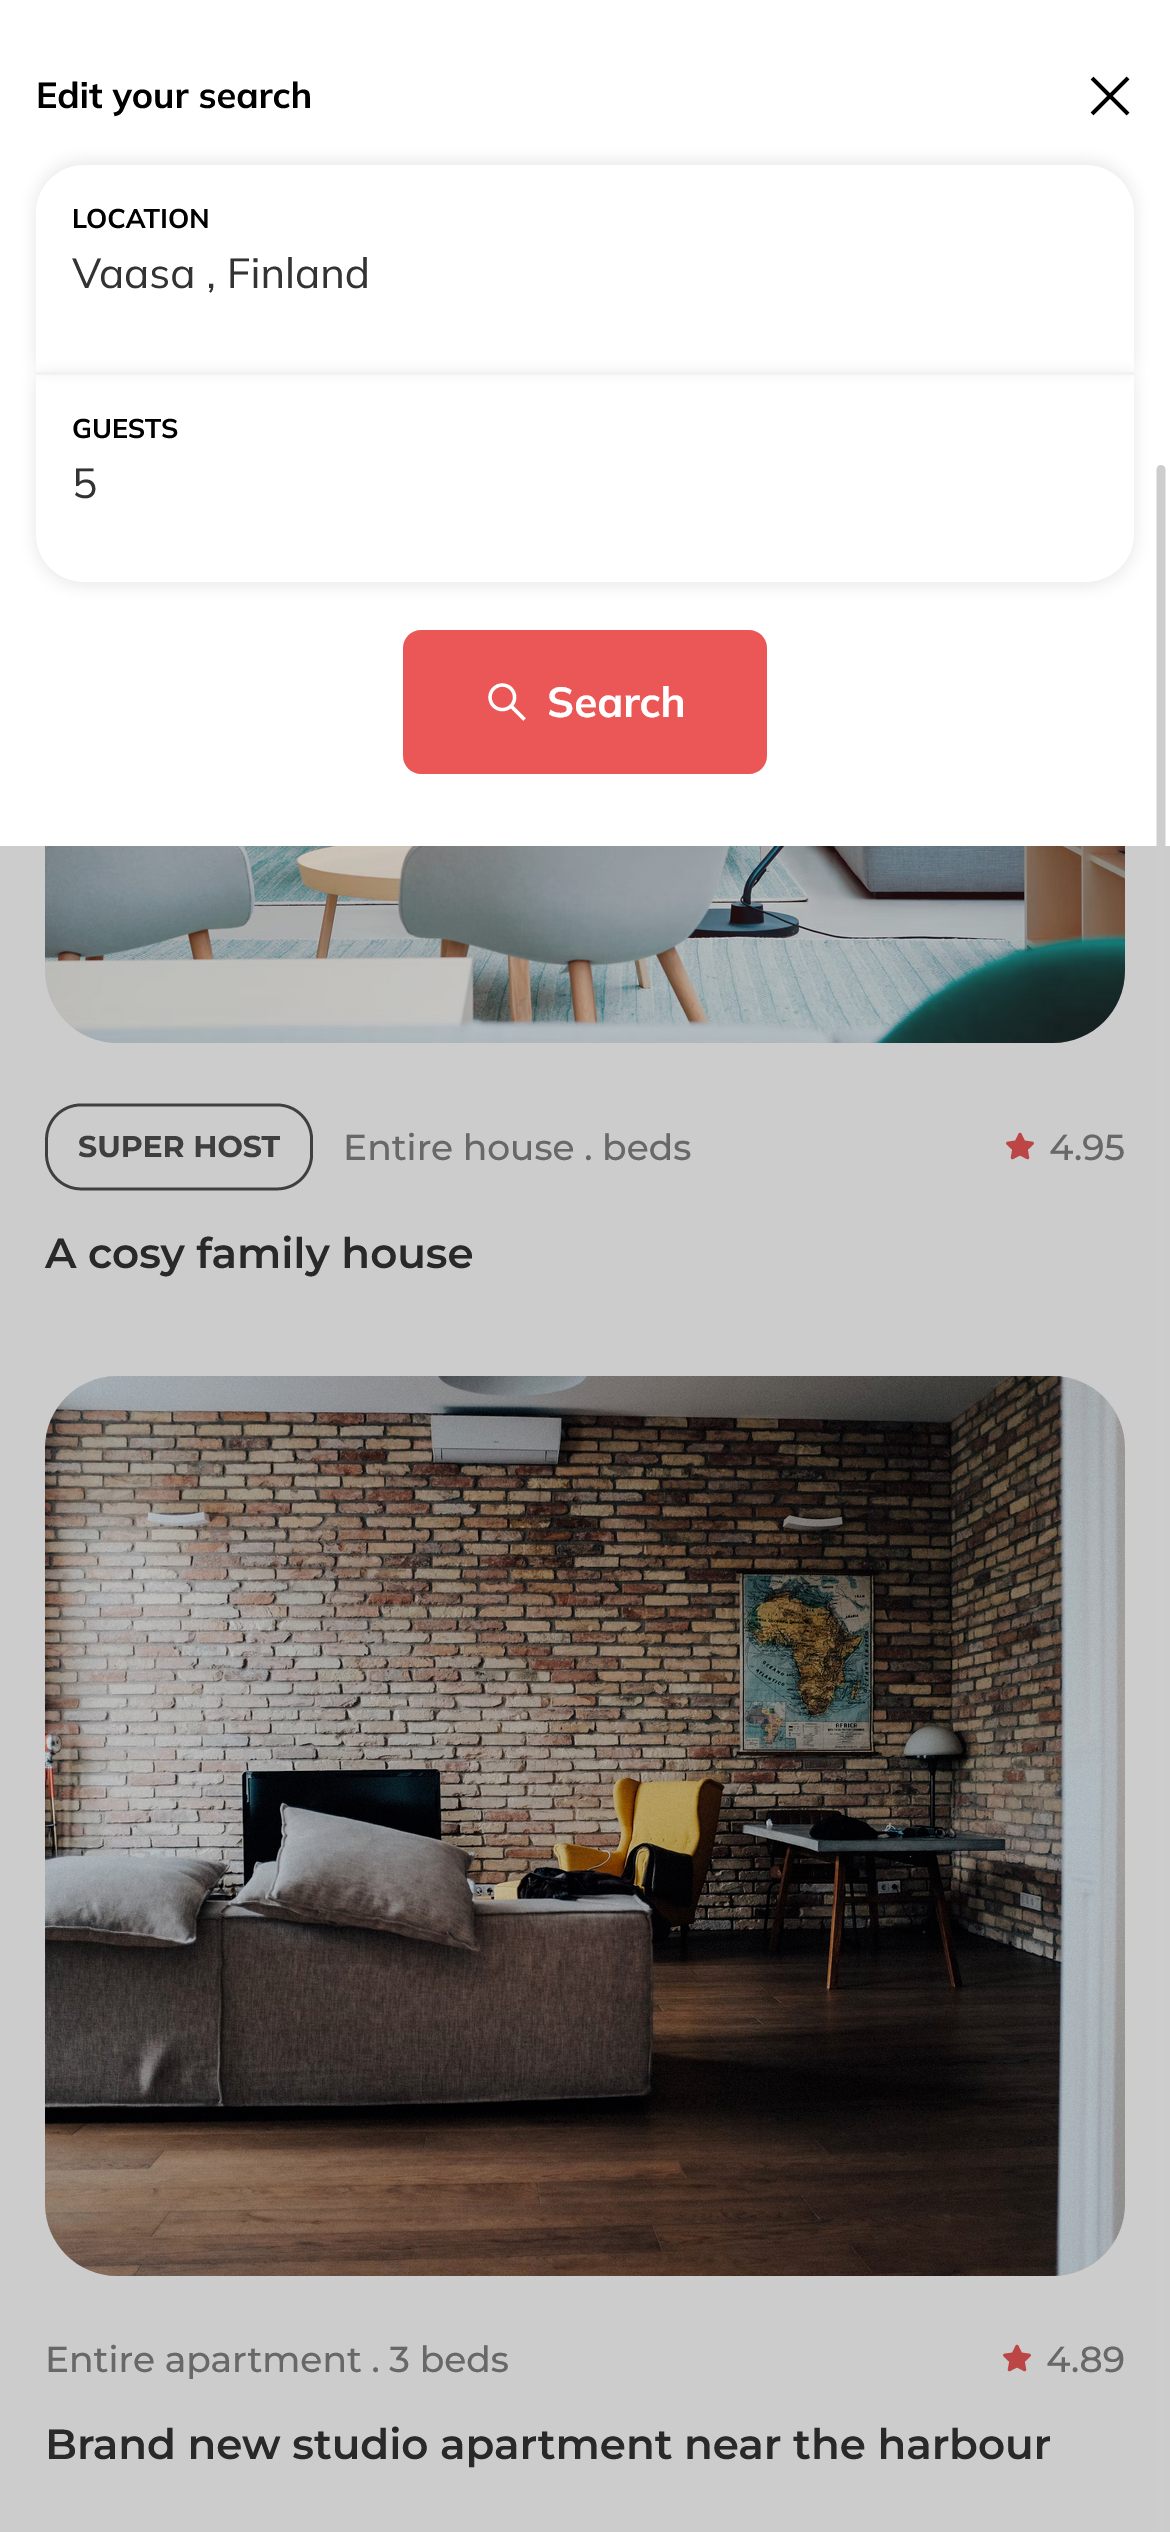 Edit your search
LOCATION
Vaasa , Finland
GUESTS
5
Search
SUPER HOST
Entire house . beds
4.95
A cosy family house
AFRICA
Entire apartment . 3 beds
4.89
Brand new studio apartment near the harbour